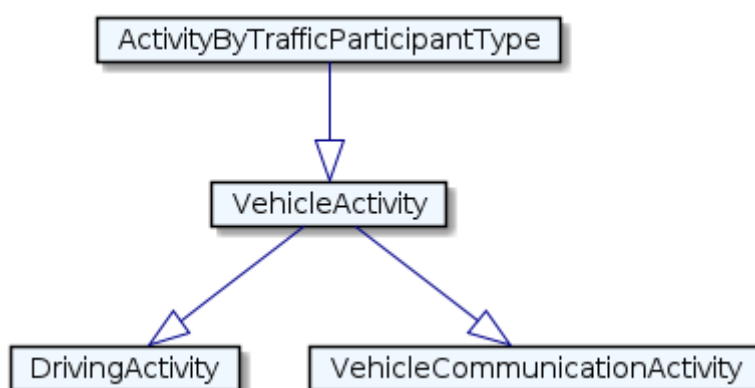 ActivityByTrafficParticipantType
VehicleActivity
DrivingActivity
VehicleCommunicationActivity